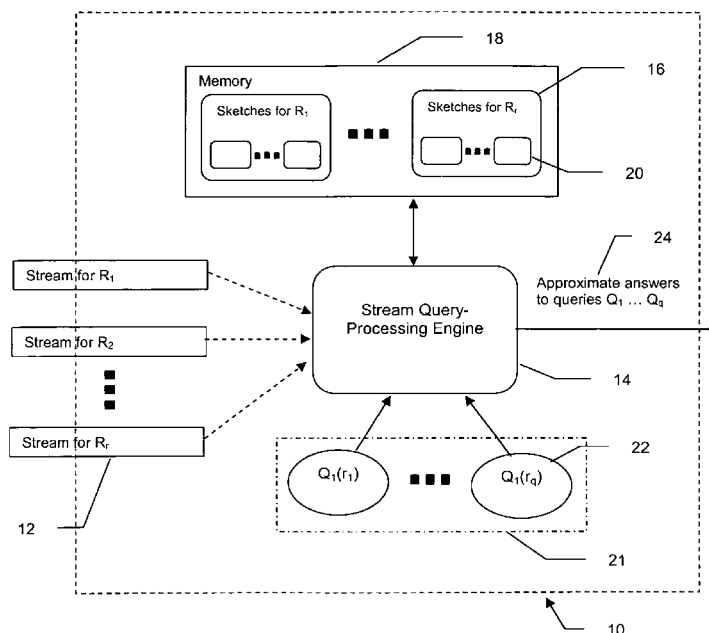 18
16
Memory
Sketches for R1
Sketches for Rr
20
24
Stream for R1
Approximate answers
to queries Q1 ... Qq
Stream Query-
Processing Engine
Stream for R2
14
Stream for Rr
22
Q1(r1)
Q1(rq)
12
21
10